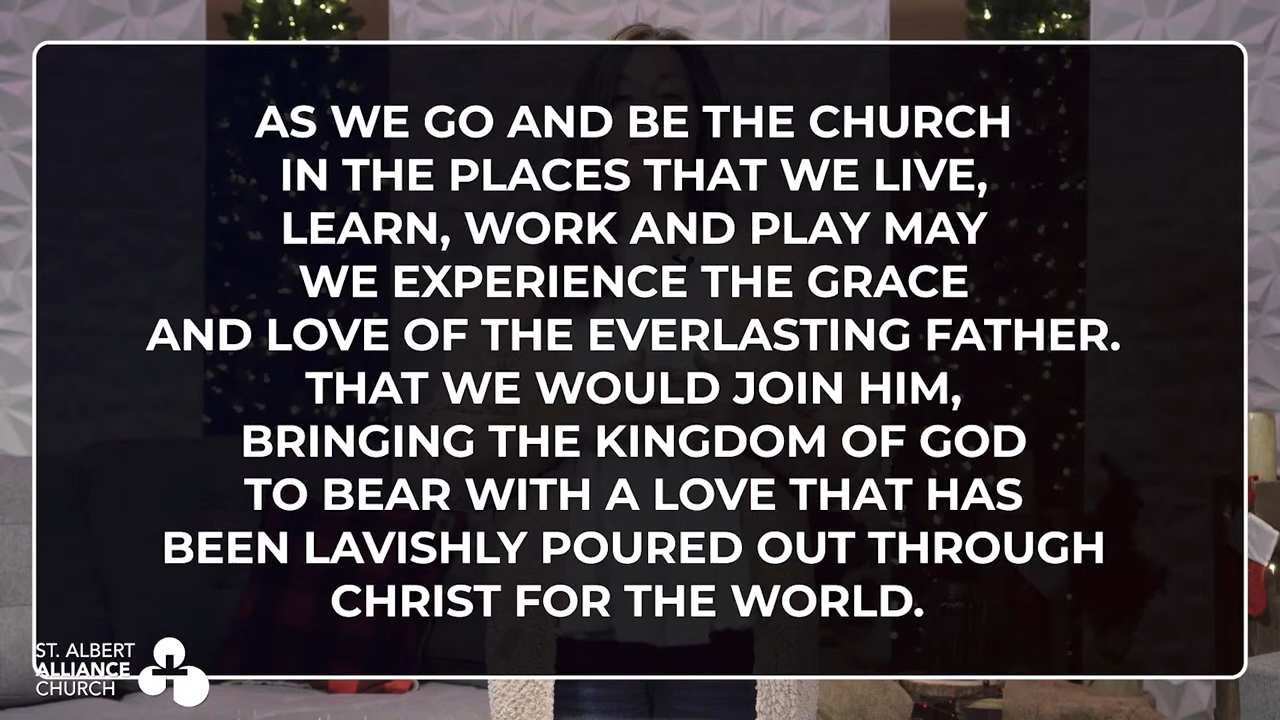 AS WE GO AND BE THE CHURCH
IN THE PLACES THAT WE LIVE,
LEARN, WORK AND PLAY MAY
WE EXPERIENCE THE GRACE
AND LOVE OF THE EVERLASTING FATHER.
THAT WE WOULD JOIN HIM,
BRINGING THE KINGDOM OF GOD
TO BEAR WITH A LOVE THAT HAS
BEEN LAVISHLY POURED OUT THROUGH
CHRIST FOR THE WORLD.
ST. ALBERT
ALLIANCE
CHURCH